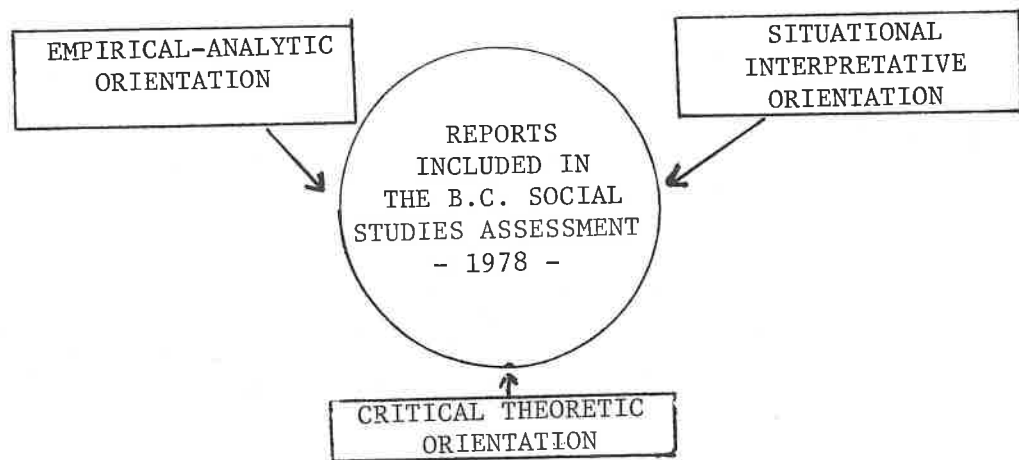 EMPIRICAL-ANALYTIC
ORIENTATION
SITUATIONAL
INTERPRETATIVE
ORIENTATION
REPORTS
INCLUDED IN
THE B.C. SOCIAL
STUDIES ASSESSMENT
- 1978 -
CRITICAL THEORETIC
ORIENTATION